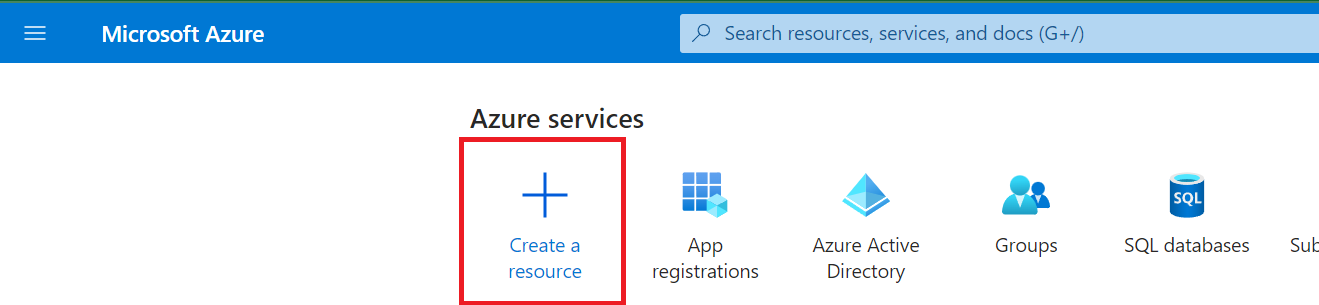 Microsoft Azure
Search resources, services, and docs (G+/)
Azure services
Create a
resource
App
registrations
Azure Active
Directory
Groups
SQL
SQL databases
Sub